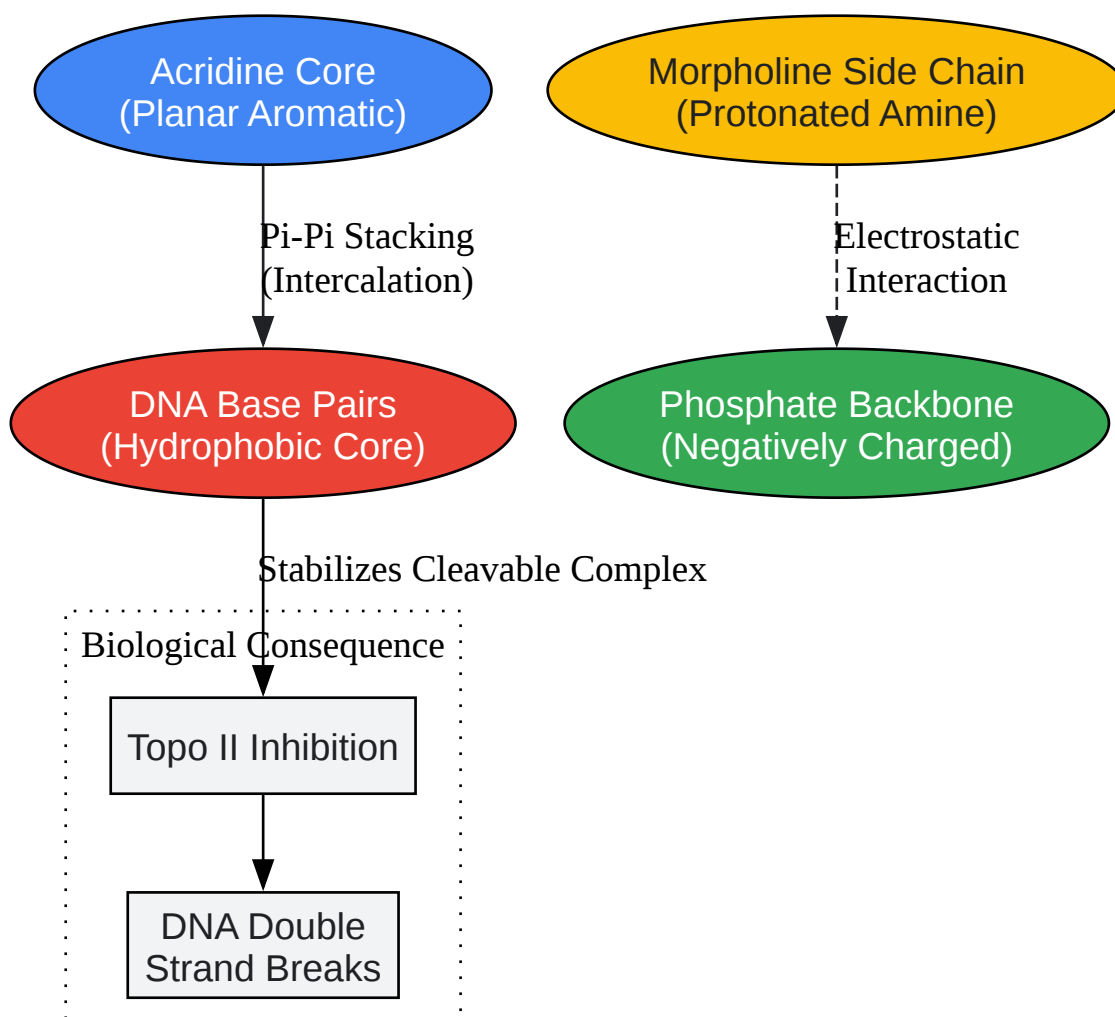 Acridine Core
(Planar Aromatic)
Morpholine Side Chain
(Protonated Amine)
Pi-Pi Stacking
(Intercalation)
Electrostatic
Interaction
DNA Base Pairs
(Hydrophobic Core)
Phosphate Backbone
(Negatively Charged)
Stabilizes Cleavable Complex
Biological Consequence
Topo II Inhibition
DNA Double
Strand Breaks